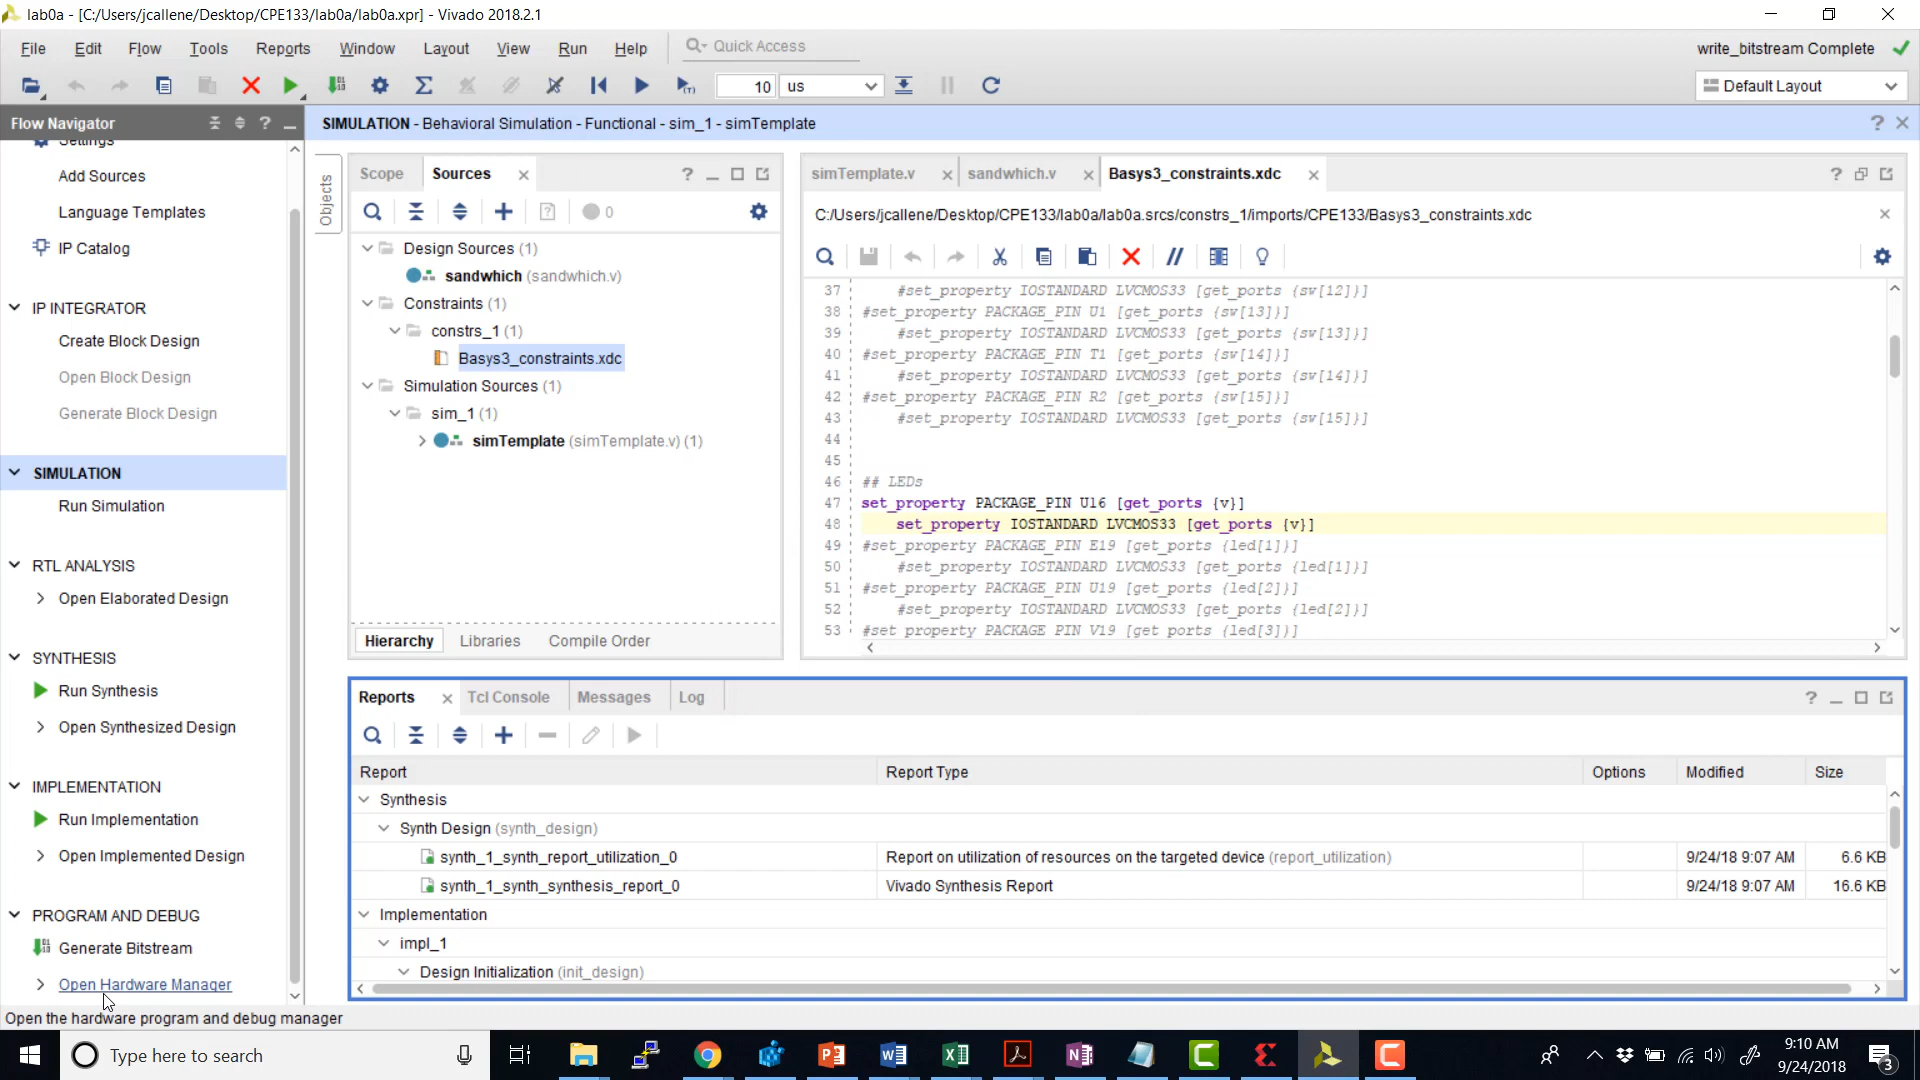 lab0a - [C:/Users/jcallene/Desktop/CPE133/lab0a/lab0a.xpr] - Vivado 2018.2.1
File Edit Flow Tools Reports Window Layout View Run Help Quick Access
write_bitstream Complete
10 us
Default Layout
Flow Navigator
Settings
Add Sources
Language Templates
IP Catalog
IP INTEGRATOR
Create Block Design
Open Block Design
Generate Block Design
SIMULATION
Run Simulation
RTL ANALYSIS
Open Elaborated Design
SYNTHESIS
Run Synthesis
Open Synthesized Design
IMPLEMENTATION
Run Implementation
Open Implemented Design
PROGRAM AND DEBUG
Generate Bitstream
Open Hardware Manager
Open the hardware program and debug manager
SIMULATION - Behavioral Simulation - Functional - sim_1 - simTemplate
Objects
Scope Sources
0
Design Sources (1)
sandwhich (sandwhich.v)
Constraints (1)
constrs_1 (1)
Basys3_constraints.xdc
Simulation Sources (1)
sim_1 (1)
simTemplate (simTemplate.v) (1)
Hierarchy Libraries Compile Order
simTemplate.v sandwhich.v Basys3_constraints.xdc
C:/Users/jcallene/Desktop/CPE133/lab0a/lab0a.srcs/constrs_1/imports/CPE133/Basys3_constraints.xdc
37 #set_property IOSTANDARD LVCMOS33 [get_ports {sw[12]}]
38 #set_property PACKAGE_PIN U1 [get_ports {sw[13]}]
39 #set_property IOSTANDARD LVCMOS33 [get_ports {sw[13]}]
40 #set_property PACKAGE_PIN T1 [get_ports {sw[14]}]
41 #set_property IOSTANDARD LVCMOS33 [get_ports {sw[14]}]
42 #set_property PACKAGE_PIN R2 [get_ports {sw[15]}]
43 #set_property IOSTANDARD LVCMOS33 [get_ports {sw[15]}]
44
45
46 ## LEDs
47 set_property PACKAGE_PIN U16 [get_ports {v}]
48 set_property IOSTANDARD LVCMOS33 [get_ports {v}]
49 #set_property PACKAGE_PIN E19 [get_ports {led[1]}]
50 #set_property IOSTANDARD LVCMOS33 [get_ports {led[1]}]
51 #set_property PACKAGE_PIN U19 [get_ports {led[2]}]
52 #set_property IOSTANDARD LVCMOS33 [get_ports {led[2]}]
53 #set_property PACKAGE_PIN V19 [get_ports {led[3]}]
Reports Tcl Console Messages Log
Report Report Type Options Modified Size
Synthesis
Synth Design (synth_design)
synth_1_synth_report_utilization_0 Report on utilization of resources on the targeted device (report_utilization) 9/24/18 9:07 AM 6.6 KB
synth_1_synth_synthesis_report_0 Vivado Synthesis Report 9/24/18 9:07 AM 16.6 KB
Implementation
impl_1
Design Initialization (init_design)
Type here to search
9:10 AM
9/24/2018
3